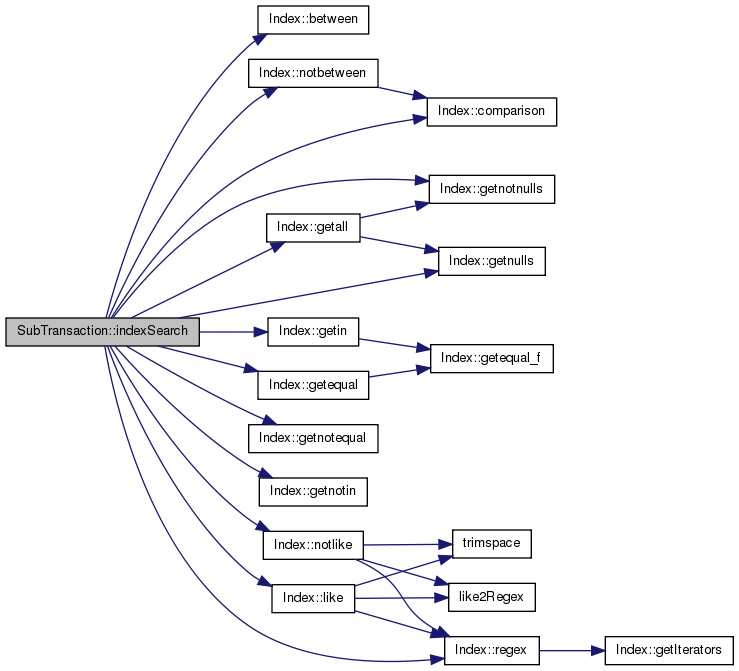 Index::between
Index::notbetween
Index::comparison
Index::getnotnulls
Index::getall
Index::getnulls
SubTransaction::indexSearch
Index::getin
Index::getequal_f
Index::getequal
Index::getnotequal
Index::getnotin
Index::notlike
trimspace
Index::like
like2Regex
Index::regex
Index::getIterators